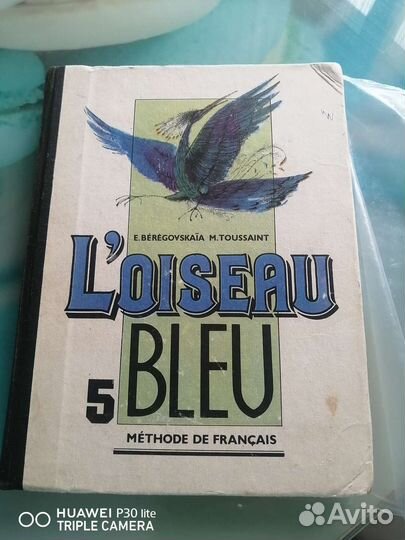 E. BÉRÉGOVSKAÏA M. TOUSSAINT
L'OISEAU
BLEU
5
MÉTHODE DE FRANÇAIS
HUAWEI P30 lite
TRIPLE CAMERA
Avito